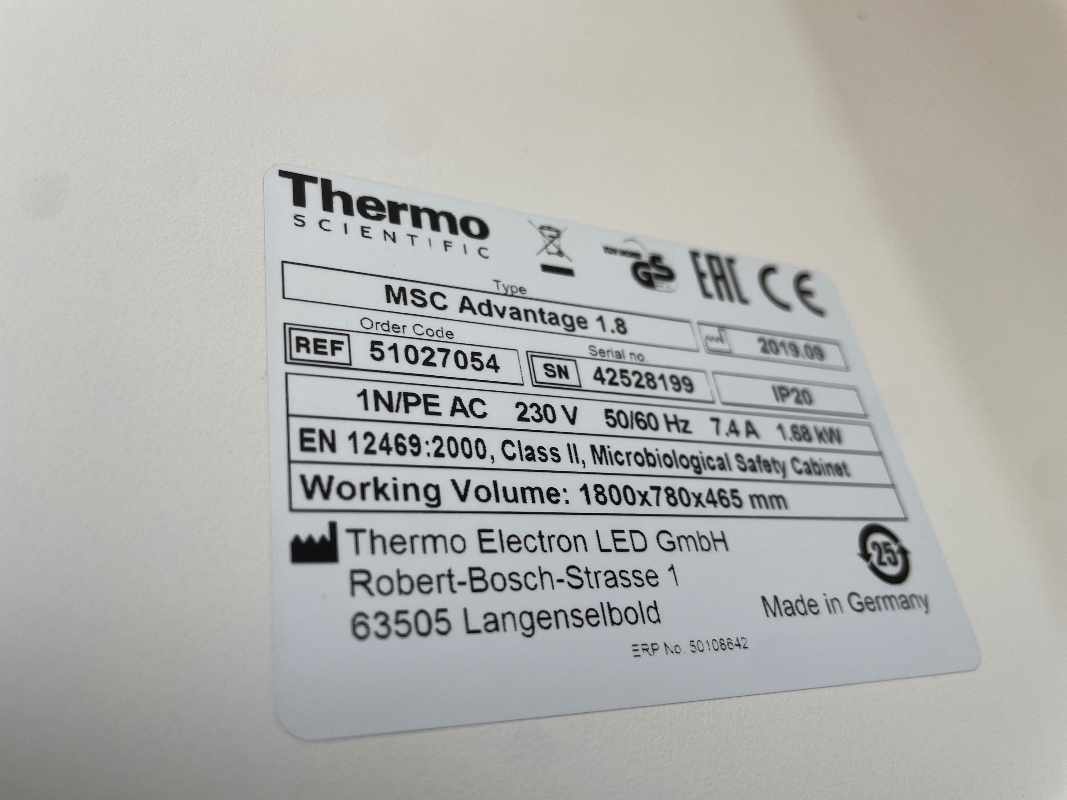 Thermo
SCIENTIFIC
GS
EAC CE
Type
MSC Advantage 1.8
2019.09
Order Code
REF 51027054
Serial no.
SN 42528199
IP20
1N/PE AC 230 V 50/60 Hz 7.4 A 1.68 kW
EN 12469:2000, Class II, Microbiological Safety Cabinet
Working Volume: 1800x780x465 mm
Thermo Electron LED GmbH
Robert-Bosch-Strasse 1
63505 Langenselbold
25
Made in Germany
ERP No. 50108642